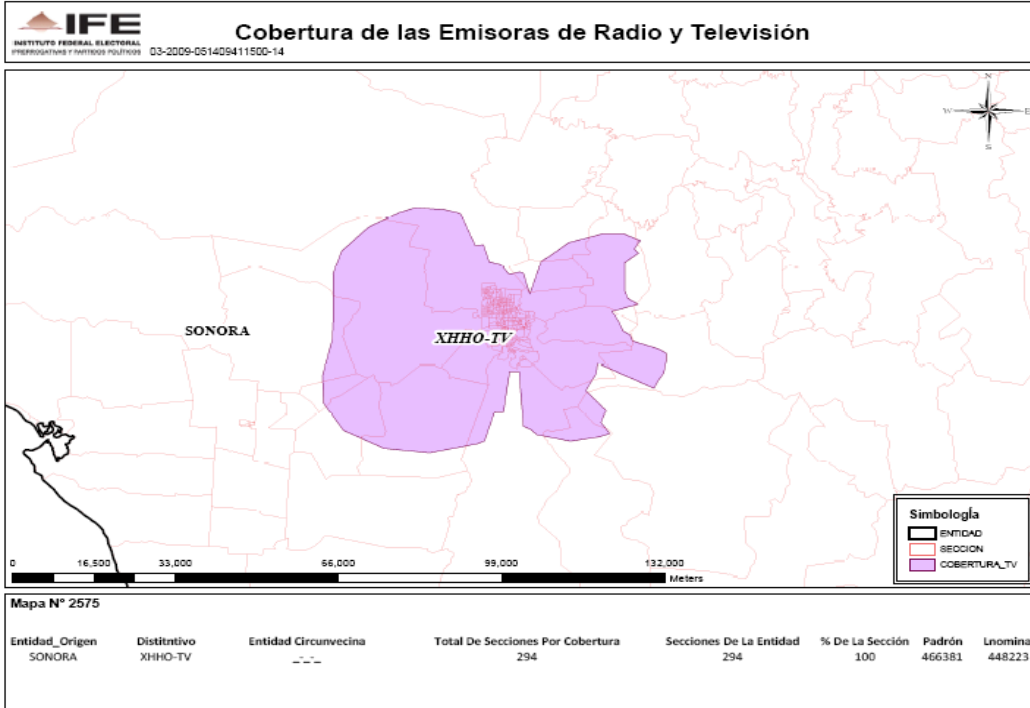 IFE
INSTITUTO FEDERAL ELECTORAL
PRERROGATIVAS Y PARTIDOS POLÍTICOS
03-2009-051409411500-14
Cobertura de las Emisoras de Radio y Televisión
N
W E
S
SONORA
XHHO-TV
Simbología
ENTIDAD
SECCION
COBERTURA_TV
0 16,500 33,000 66,000 99,000 132,000
Meters
Mapa N° 2575
Entidad_Origen Distitntivo Entidad Circunvecina Total De Secciones Por Cobertura Secciones De La Entidad % De La Sección Padrón Lnomina
SONORA XHHO-TV _-_-_ 294 294 100 466381 448223